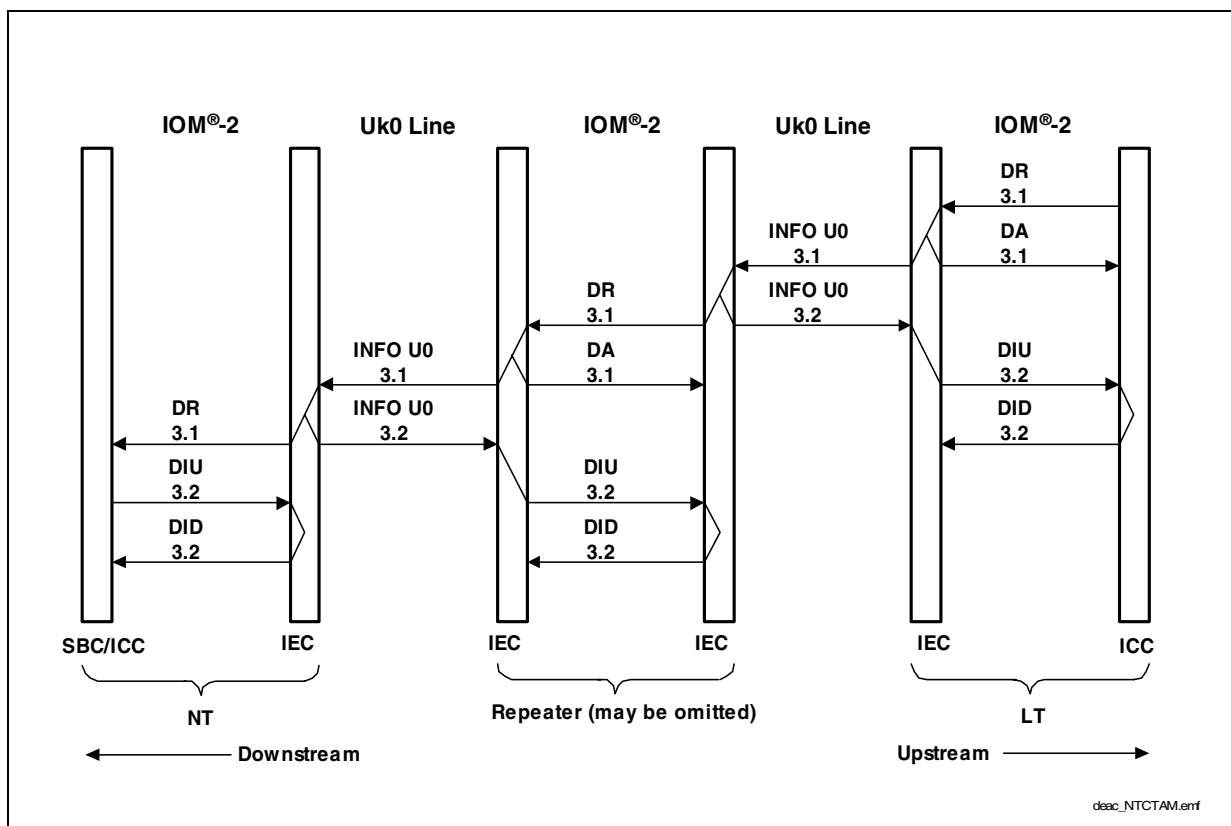 IOM®-2 Uk0 Line IOM®-2 Uk0 Line IOM®-2
DR
3.1
INFO U0 DA
3.1 3.1
DR INFO U0
3.1 3.2
INFO U0 DA DIU
3.1 3.1 3.2
DR INFO U0 DID
3.1 3.2 3.2
DIU DIU
3.2 3.2
DID DID
3.2 3.2
SBC/ICC IEC IEC IEC IEC ICC
NT Repeater (may be omitted) LT
Downstream Upstream
deac_NTCTAM.emf